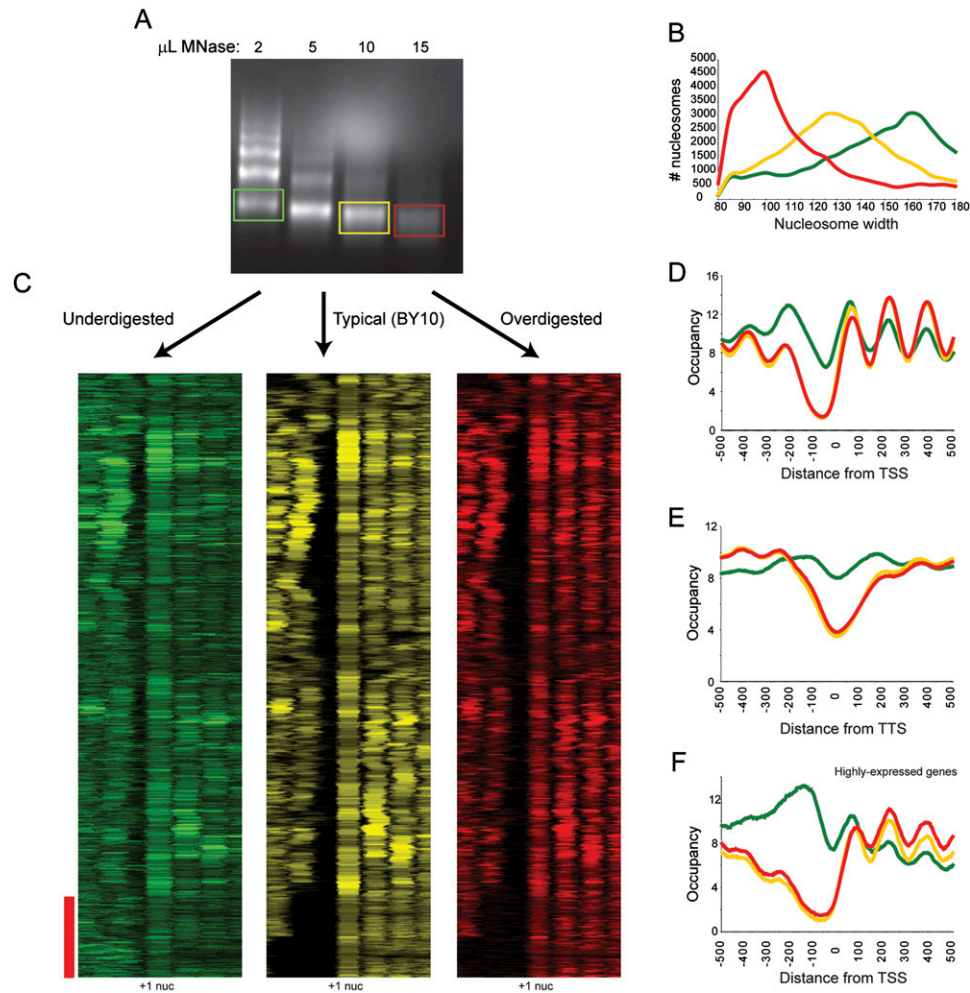 A
μL MNase: 2 5 10 15
B
5000
4500
4000
3500
3000
2500
2000
1500
1000
500
0
# nucleosomes
80 90 100 110 120 130 140 150 160 170 180
Nucleosome width
C
Underdigested
Typical (BY10)
Overdigested
+1 nuc
+1 nuc
+1 nuc
D
16
12
8
4
0
Occupancy
-500 -400 -300 -200 -100 0 100 200 300 400 500
Distance from TSS
E
12
8
4
0
Occupancy
-500 -400 -300 -200 -100 0 100 200 300 400 500
Distance from TTS
F
Highly-expressed genes
12
8
4
0
Occupancy
-500 -400 -300 -200 -100 0 100 200 300 400 500
Distance from TSS